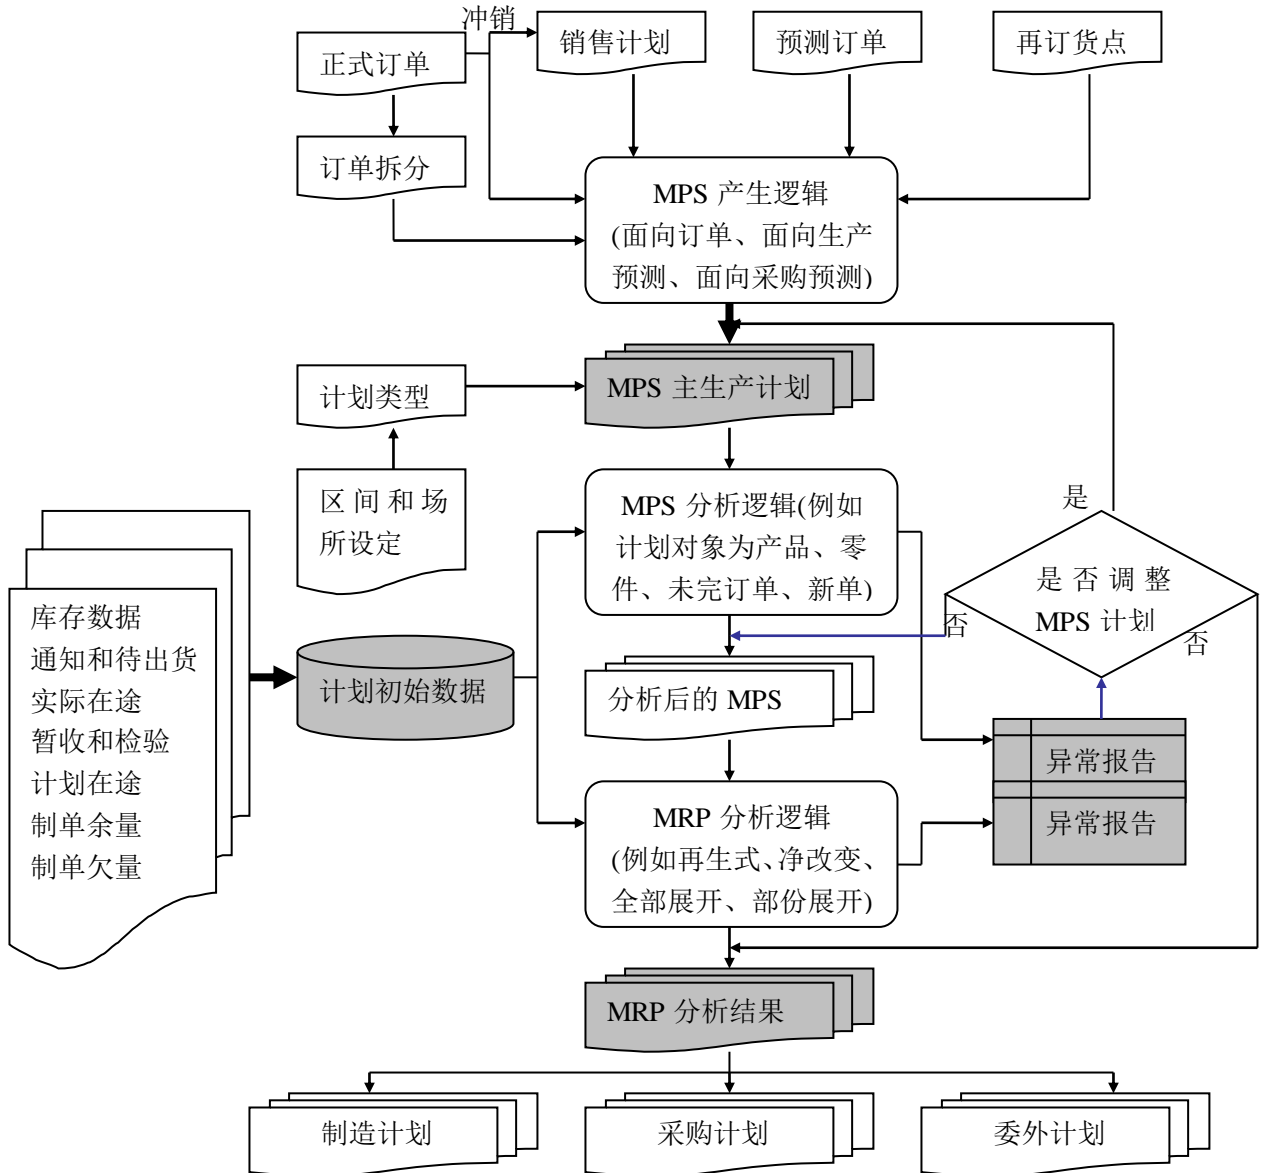 冲销
正式订单
销售计划
预测订单
再订货点
订单拆分
MPS 产生逻辑
(面向订单、面向生产
预测、面向采购预测)
计划类型
MPS 主生产计划
区间和场
所设定
MPS 分析逻辑(例如
计划对象为产品、零
件、未完订单、新单)
是
是否调整
MPS 计划
否
否
库存数据
通知和待出货
实际在途
暂收和检验
计划在途
制单余量
制单欠量
计划初始数据
分析后的 MPS
异常报告
异常报告
MRP 分析逻辑
(例如再生式、净改变、
全部展开、部份展开)
MRP 分析结果
制造计划
采购计划
委外计划